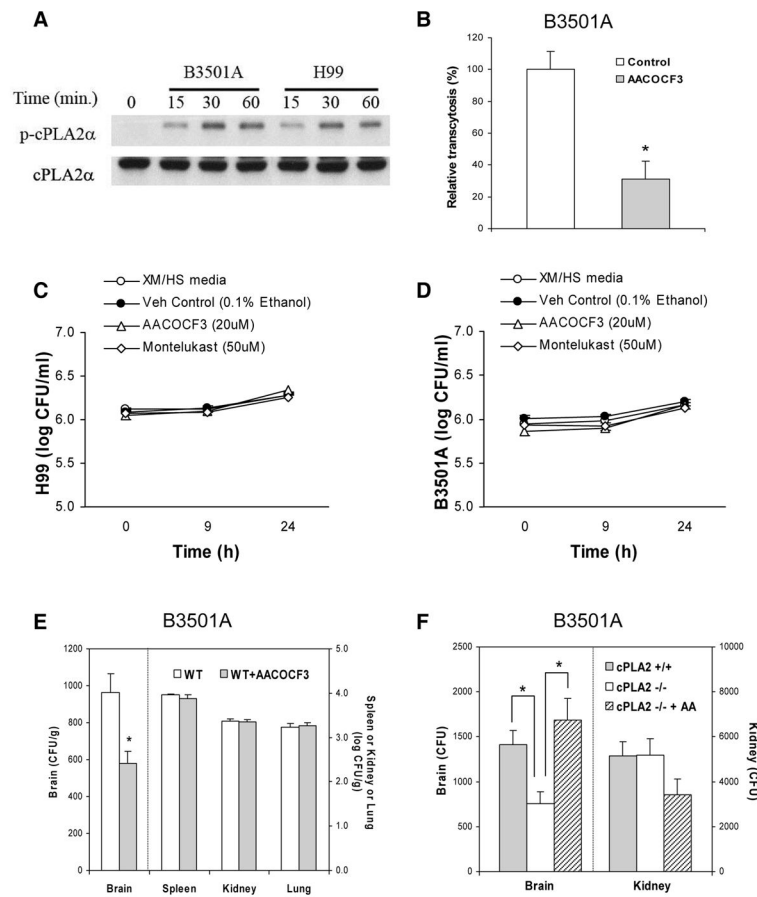 A
B3501A H99
Time (min.) 0 15 30 60 15 30 60
p-cPLA2α
cPLA2α
B
B3501A
120
100
80
60
40
20
0
Relative transcytosis (%)
Control
AACOCF3
*
C
XM/HS media
Veh Control (0.1% Ethanol)
AACOCF3 (20uM)
Montelukast (50uM)
7.0
6.5
6.0
5.5
5.0
H99 (log CFU/ml)
0 9 24
Time (h)
D
XM/HS media
Veh Control (0.1% Ethanol)
AACOCF3 (20uM)
Montelukast (50uM)
7.0
6.5
6.0
5.5
5.0
B3501A (log CFU/ml)
0 9 24
Time (h)
E
B3501A
1200
1000
800
600
400
200
0
Brain (CFU/g)
WT WT+AACOCF3
*
5.0
4.0
3.0
2.0
1.0
0.0
Spleen or Kidney or Lung
(log CFU/g)
Brain Spleen Kidney Lung
F
B3501A
2500
2000
1500
1000
500
0
Brain (CFU)
* *
cPLA2 +/+
cPLA2 -/-
cPLA2 -/- + AA
10000
8000
6000
4000
2000
0
Kidney (CFU)
Brain Kidney